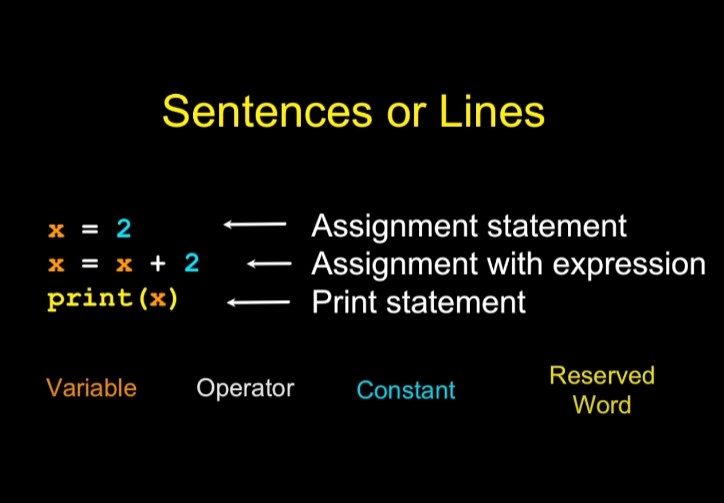 Sentences or Lines
x = 2 Assignment statement
x = x + 2 Assignment with expression
print(x) Print statement
Variable Operator Constant Reserved
Word